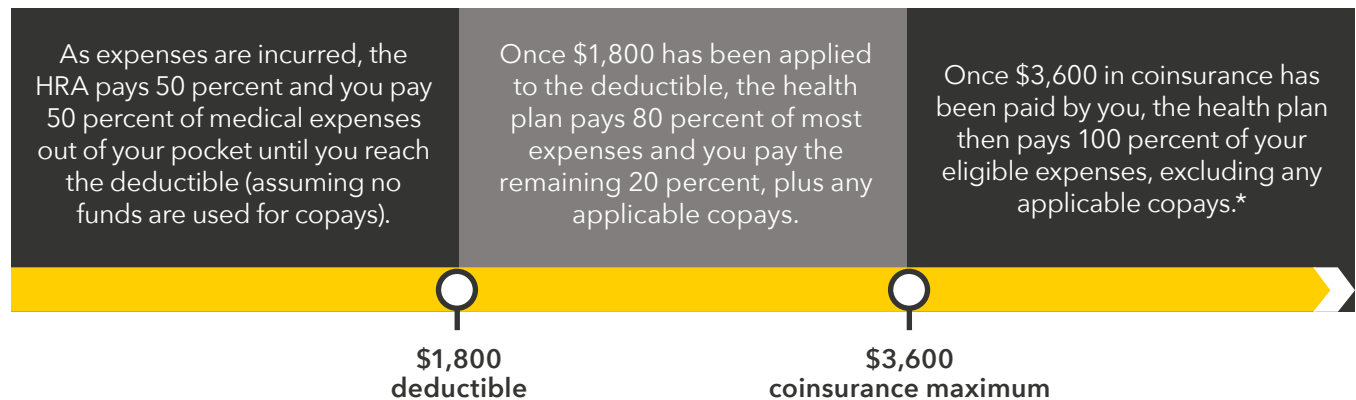 As expenses are incurred, the
HRA pays 50 percent and you pay
50 percent of medical expenses
out of your pocket until you reach
the deductible (assuming no
funds are used for copays).
Once $1,800 has been applied
to the deductible, the health
plan pays 80 percent of most
expenses and you pay the
remaining 20 percent, plus any
applicable copays.
Once $3,600 in coinsurance has
been paid by you, the health plan
then pays 100 percent of your
eligible expenses, excluding any
applicable copays.*
$1,800
deductible
$3,600
coinsurance maximum